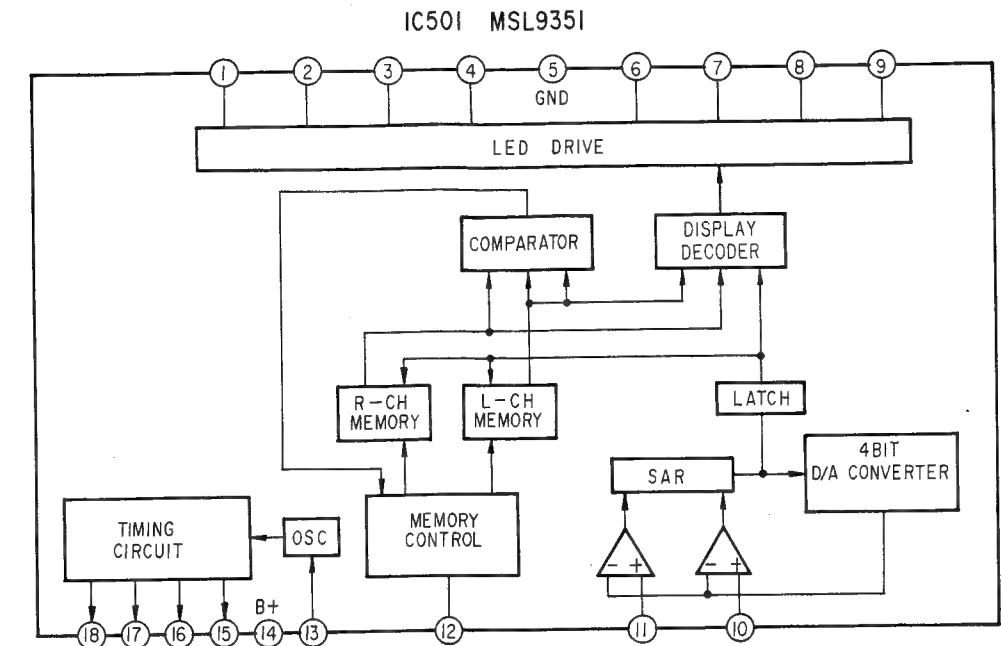 IC501 MSL9351
1 2 3 4 5 6 7 8 9
GND
LED DRIVE
COMPARATOR
DISPLAY
DECODER
R-CH
MEMORY
L-CH
MEMORY
LATCH
4BIT
D/A CONVERTER
SAR
MEMORY
CONTROL
TIMING
CIRCUIT
OSC
- +
- +
B+
18 17 16 15 14 13 12 11 10